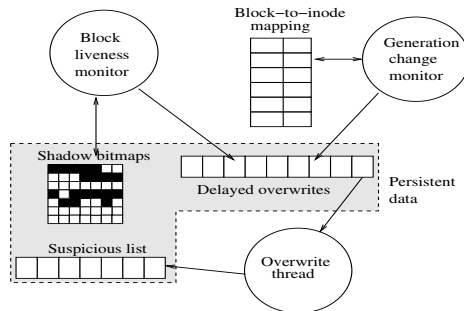 Block
liveness
monitor
Block−to−inode
mapping
Generation
change
monitor
Shadow bitmaps
Delayed overwrites
Persistent
data
Suspicious list
Overwrite
thread